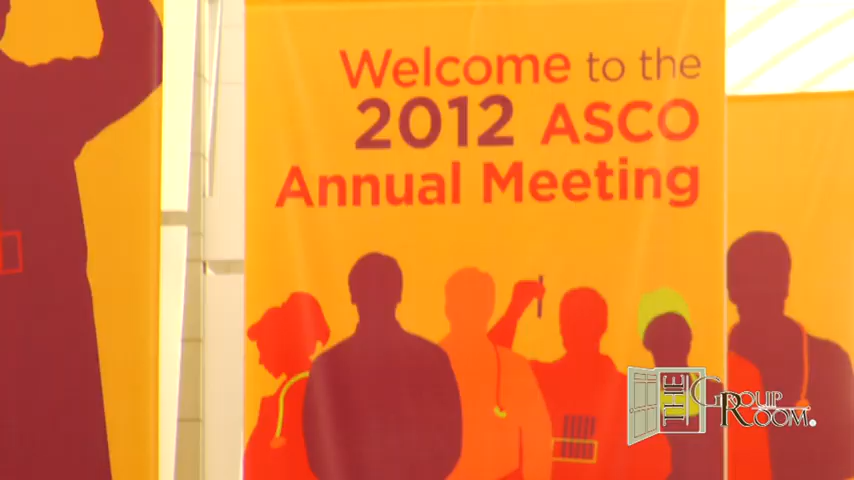 Welcome to the
2012 ASCO
Annual Meeting
THE
Group
Room.